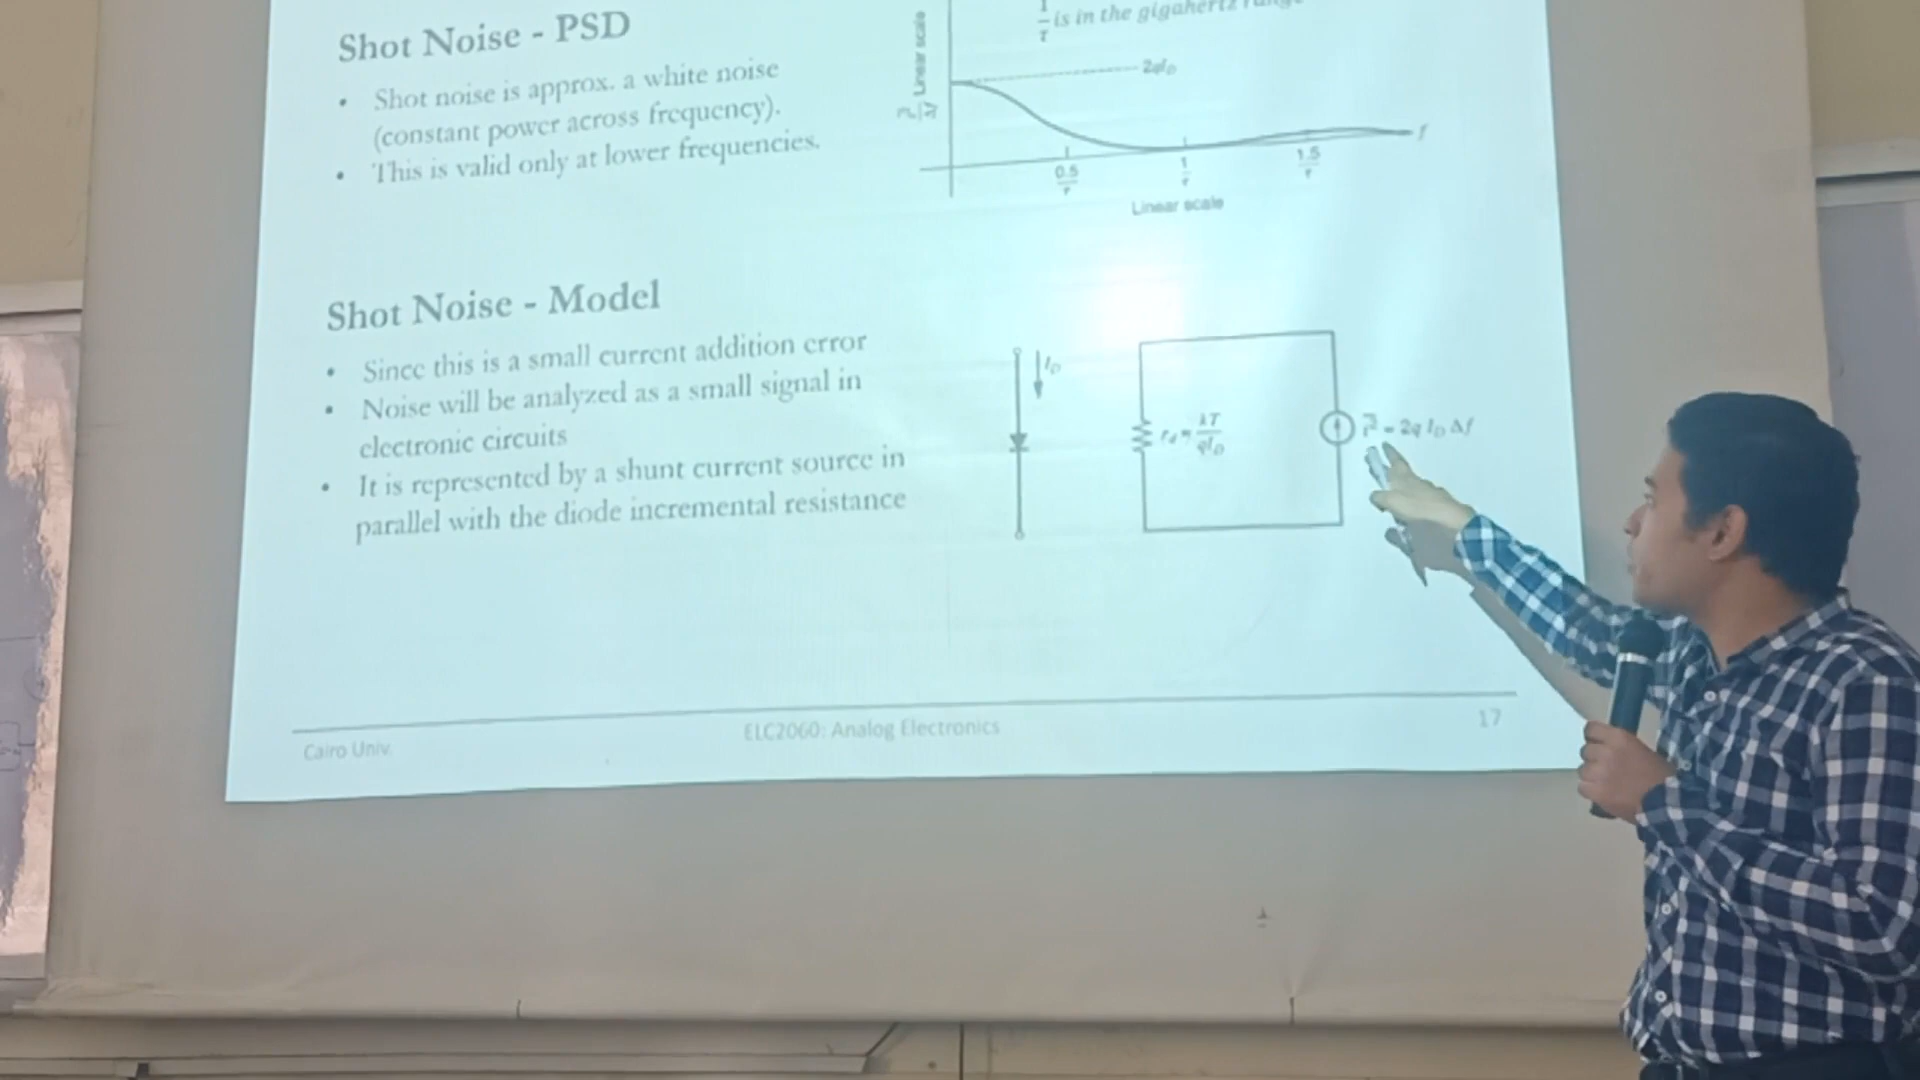 Shot Noise - PSD
• Shot noise is approx. a white noise
(constant power across frequency).
• This is valid only at lower frequencies.
1/τ is in the gigahertz range
Linear scale
2qI_D
f
0.5/τ
1/τ
1.5/τ
Linear scale
Shot Noise - Model
• Since this is a small current addition error
• Noise will be analyzed as a small signal in
electronic circuits
• It is represented by a shunt current source in
parallel with the diode incremental resistance
I_D
r_d = kT/qI_D
i² = 2q I_D Δf
Cairo Univ.
ELC2060: Analog Electronics
17